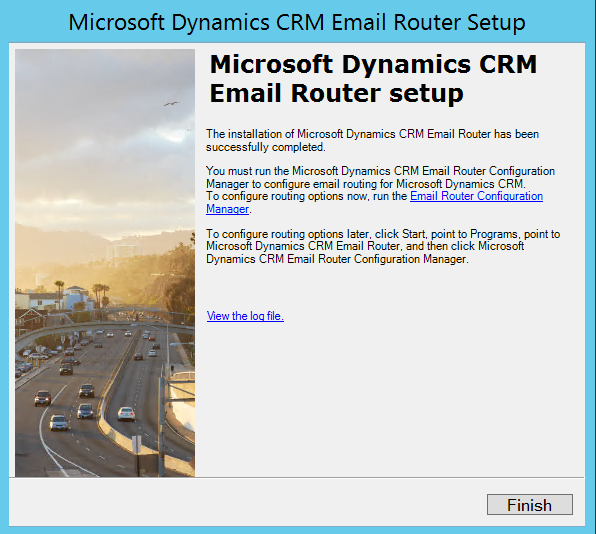 Microsoft Dynamics CRM Email Router Setup
Microsoft Dynamics CRM
Email Router setup
The installation of Microsoft Dynamics CRM Email Router has been
successfully completed.
You must run the Microsoft Dynamics CRM Email Router Configuration
Manager to configure email routing for Microsoft Dynamics CRM.
To configure routing options now, run the Email Router Configuration
Manager.
To configure routing options later, click Start, point to Programs, point to
Microsoft Dynamics CRM Email Router, and then click Microsoft
Dynamics CRM Email Router Configuration Manager.
View the log file.
Finish